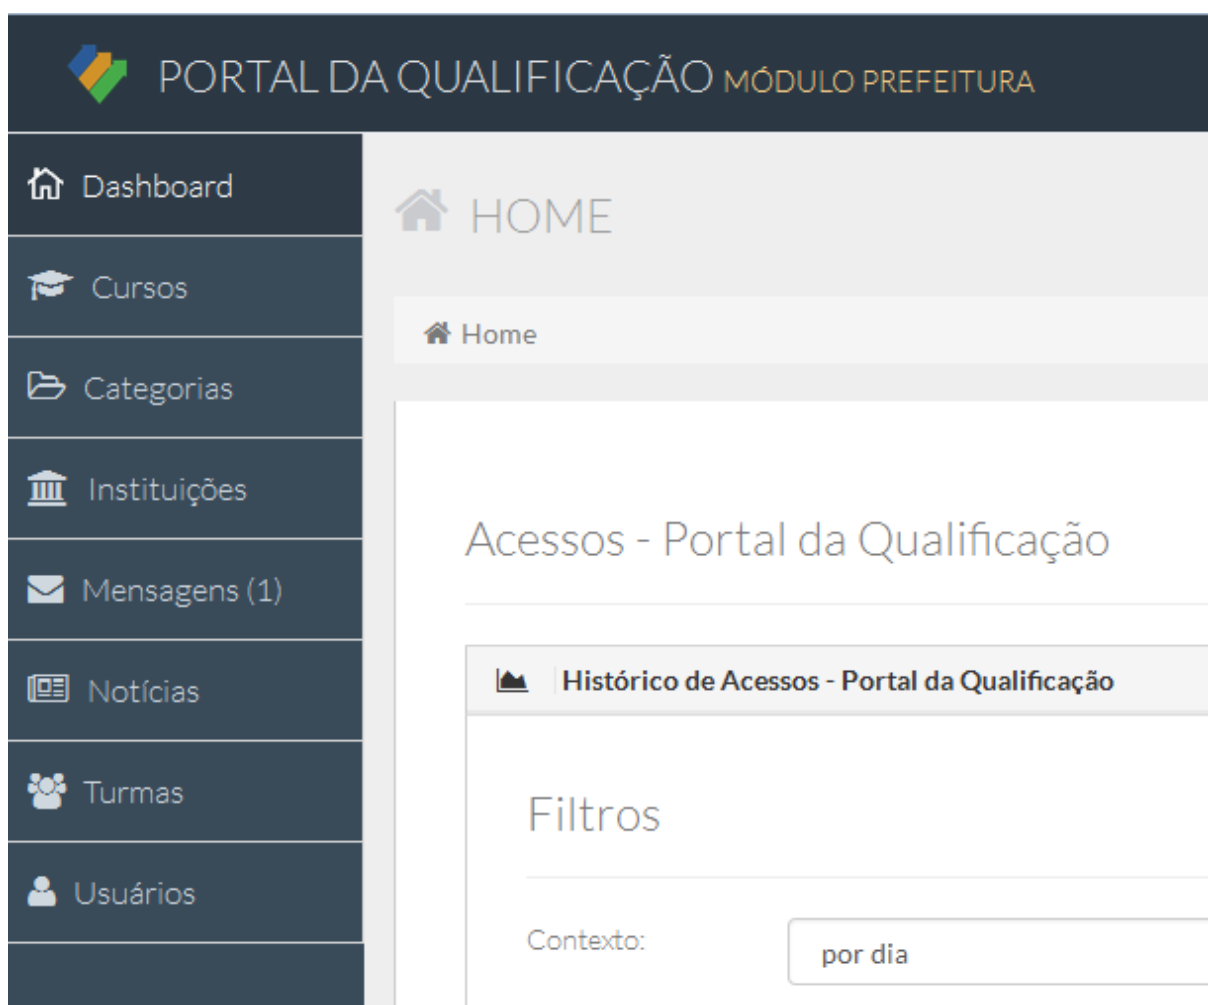 PORTAL DA QUALIFICAÇÃO MÓDULO PREFEITURA
Dashboard
Cursos
Categorias
Instituições
Mensagens (1)
Notícias
Turmas
Usuários
HOME
Home
Acessos - Portal da Qualificação
Histórico de Acessos - Portal da Qualificação
Filtros
Contexto:
por dia